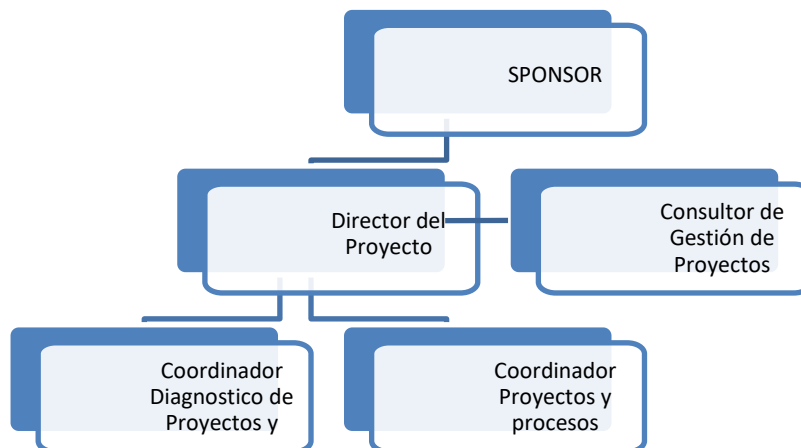 SPONSOR
Director del
Proyecto
Consultor de
Gestión de
Proyectos
Coordinador
Diagnostico de
Proyectos y
Coordinador
Proyectos y
procesos